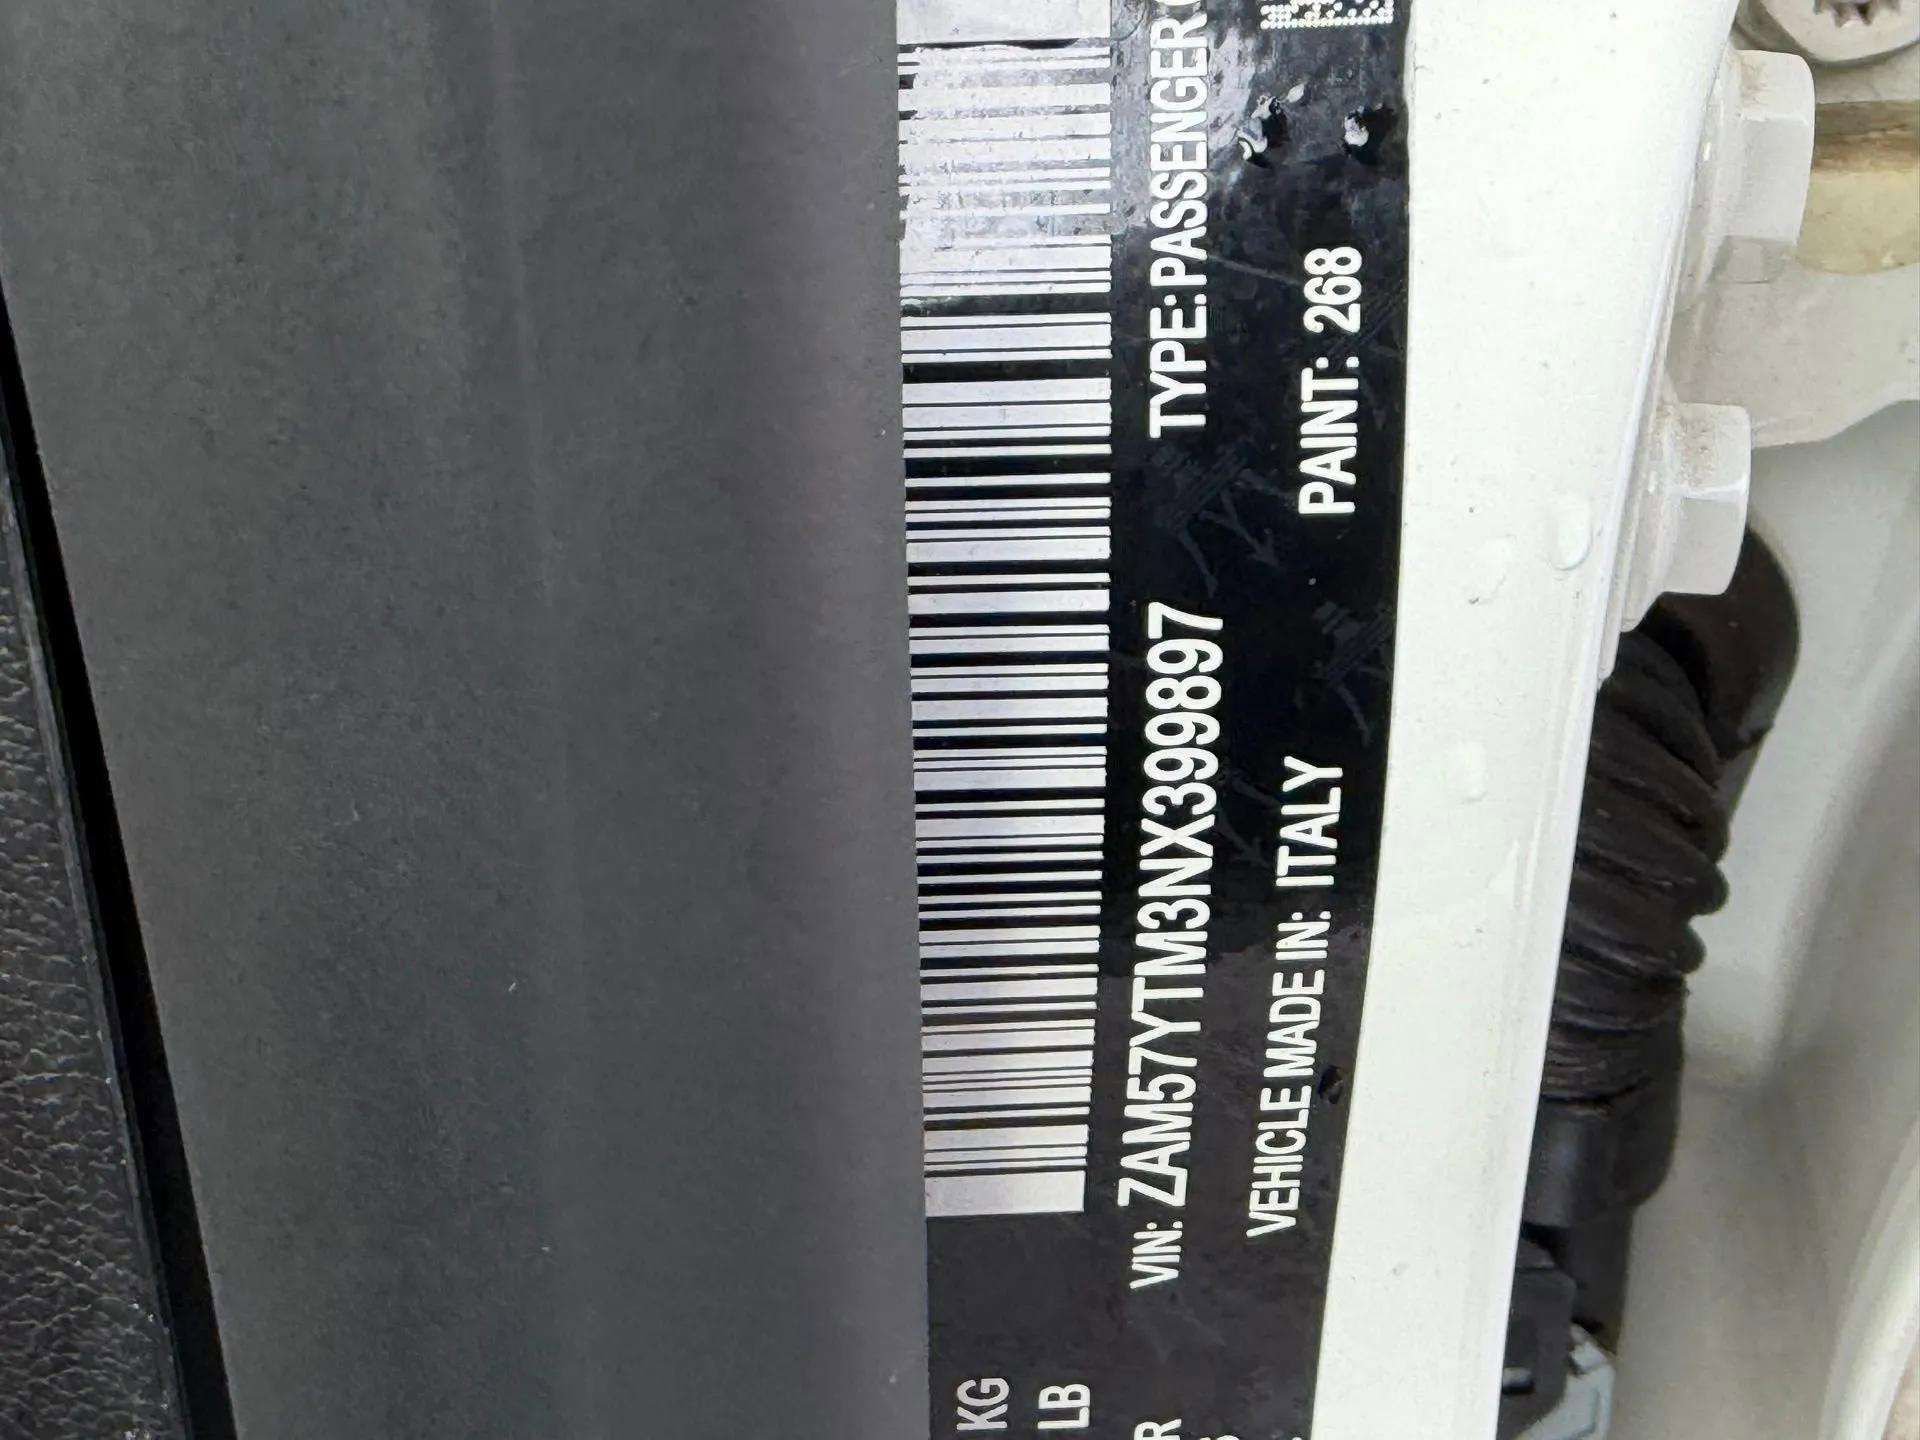 KG
LB
R
VIN: ZAM57YTM3NX399897 TYPE: PASSENGER
VEHICLE MADE IN: ITALY PAINT: 268